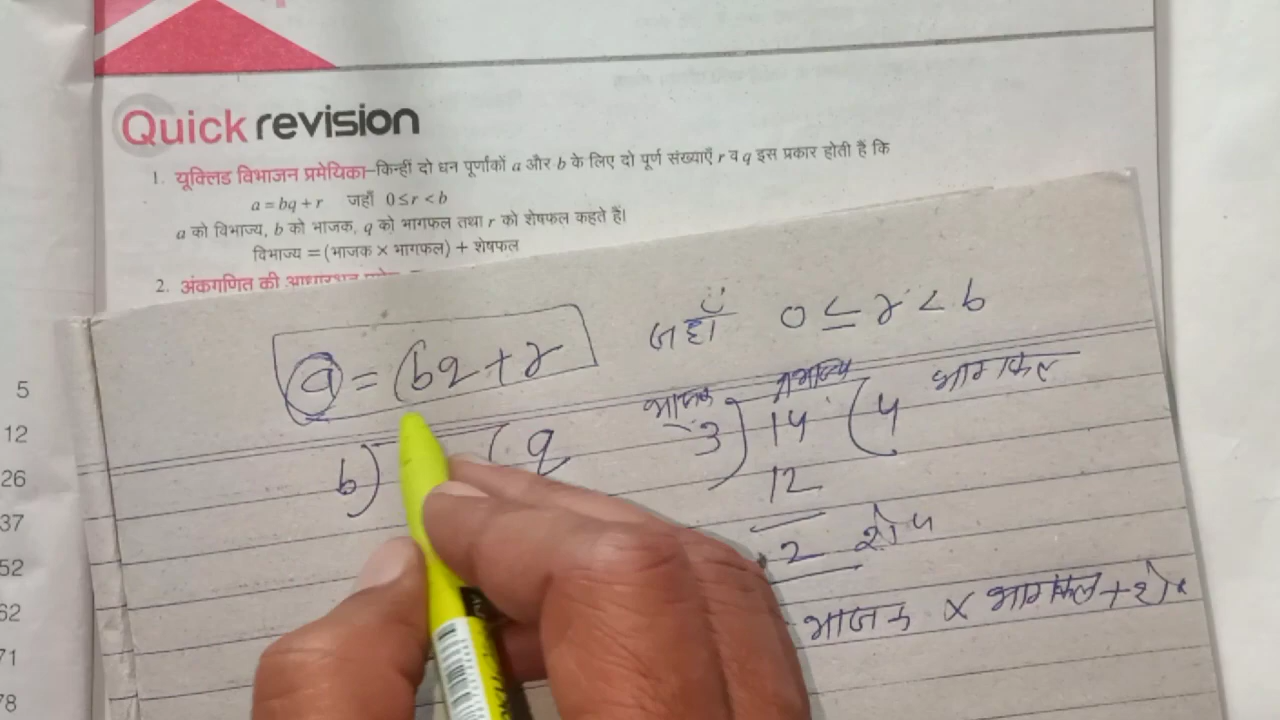 Quick revision
1. यूक्लिड विभाजन प्रमेयिका–किन्हीं दो धन पूर्णांकों a और b के लिए दो पूर्ण संख्याएँ r व q इस प्रकार होती हैं कि
a = bq + r जहाँ 0 ≤ r < b
a को विभाज्य, b को भाजक, q को भागफल तथा r को शेषफल कहते हैं।
विभाज्य = (भाजक × भागफल) + शेषफल
2. अंकगणित की
a = (bq + r जहाँ 0 ≤ r < b
भाजक भागफल
b) (q 3) 14 (4
12
2 शेष
भाजक × भागफल + शेष
5
12
26
37
52
62
71
78